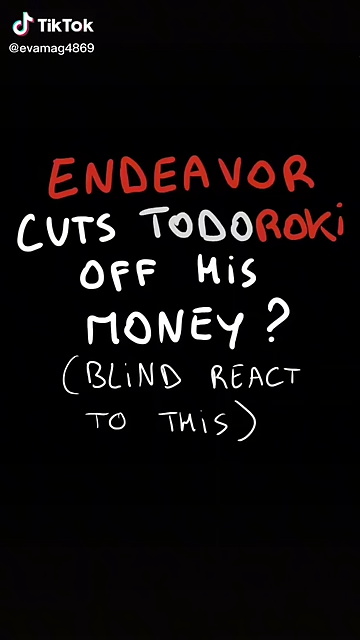 TikTok
@evamag4869
ENDEAVOR
CUTS TODOROKi
OFF HiS
MONEY?
(BLiND REACT
TO THiS)